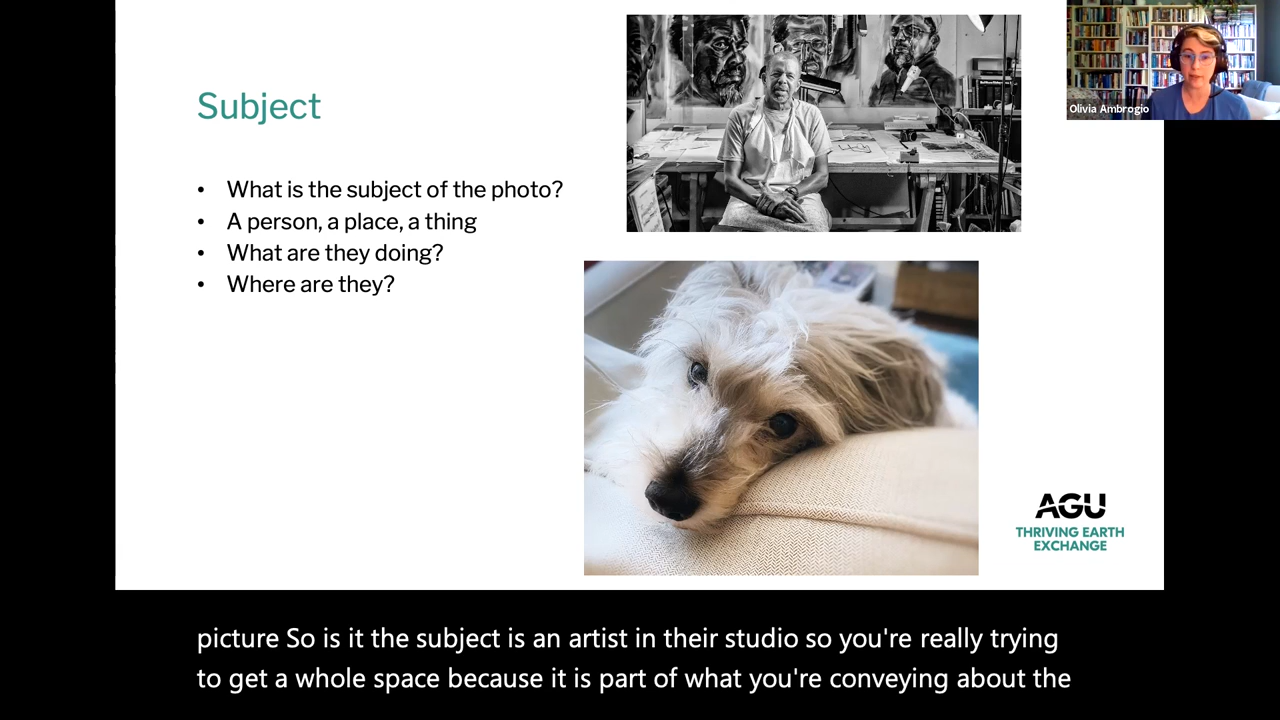 Subject
• What is the subject of the photo?
• A person, a place, a thing
• What are they doing?
• Where are they?
Olivia Ambrogio
AGU
THRIVING EARTH
EXCHANGE
picture So is it the subject is an artist in their studio so you're really trying
to get a whole space because it is part of what you're conveying about the